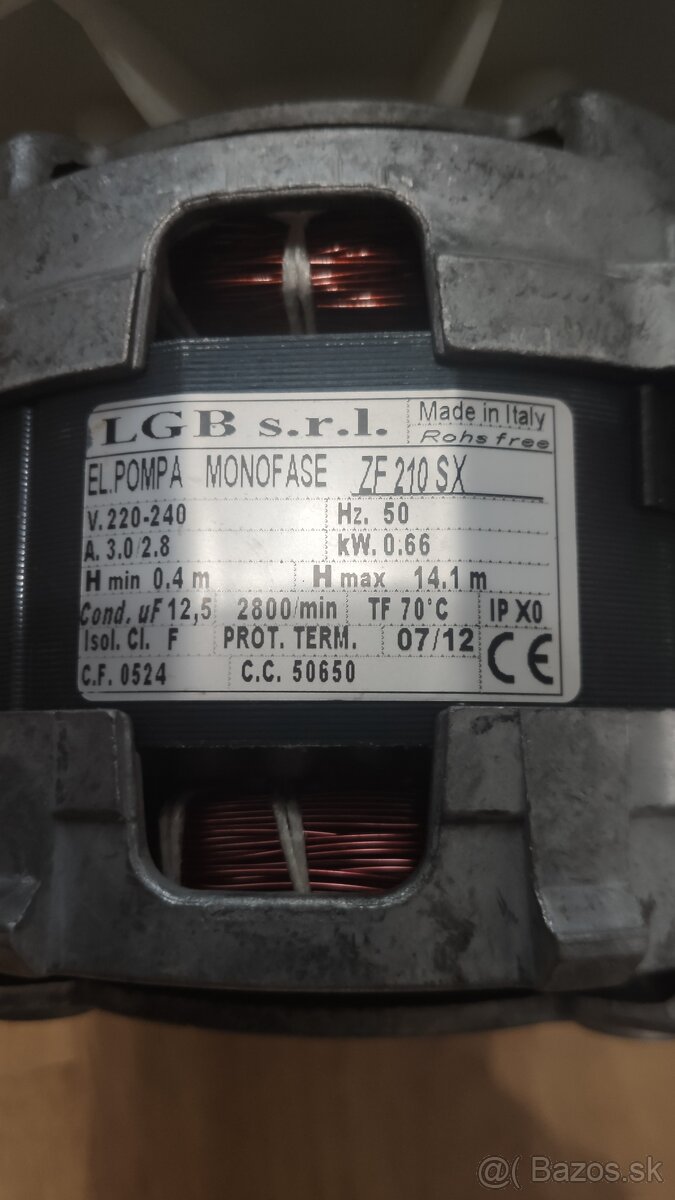 LGB s.r.l. Made in Italy
Rohs free
EL.POMPA MONOFASE ZF 210 SX
V. 220-240 Hz. 50
A. 3.0/2.8 kW. 0.66
H min 0.4 m H max 14.1 m
Cond. uF 12,5 2800/min TF 70°C IP X0
Isol. Cl. F PROT. TERM. 07/12 CE
C.F. 0524 C.C. 50650
@( Bazos.sk